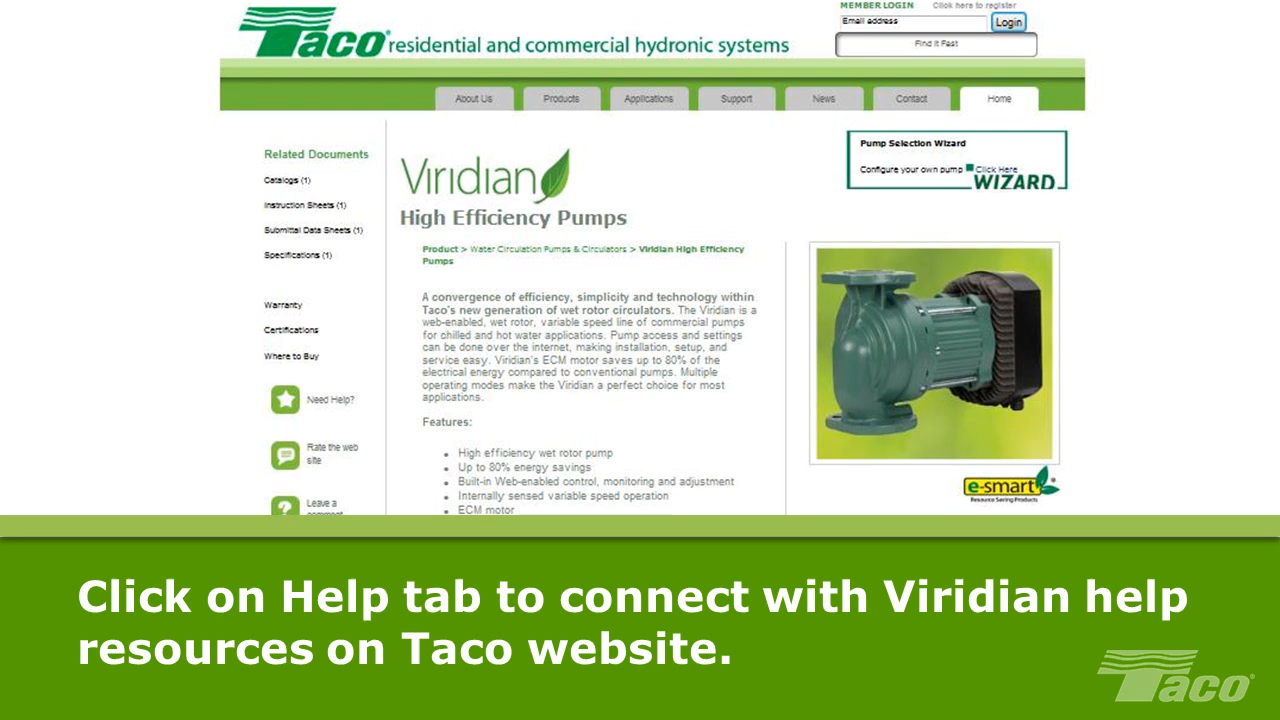 MEMBER LOGIN Click here to register
Email address Login
Find It Fast
Taco® residential and commercial hydronic systems
About Us Products Applications Support News Contact Home
Related Documents
Catalogs (1)
Instruction Sheets (1)
Submittal Data Sheets (1)
Specifications (1)
Warranty
Certifications
Where to Buy
Need Help?
Rate the web
site
Leave a
comment
Viridian
High Efficiency Pumps
Product > Water Circulation Pumps & Circulators > Viridian High Efficiency
Pumps
A convergence of efficiency, simplicity and technology within
Taco's new generation of wet rotor circulators. The Viridian is a
web-enabled, wet rotor, variable speed line of commercial pumps
for chilled and hot water applications. Pump access and settings
can be done over the internet, making installation, setup, and
service easy. Viridian's ECM motor saves up to 80% of the
electrical energy compared to conventional pumps. Multiple
operating modes make the Viridian a perfect choice for most
applications.
Features:
High efficiency wet rotor pump
Up to 80% energy savings
Built-in Web-enabled control, monitoring and adjustment
Internally sensed variable speed operation
ECM motor
Pump Selection Wizard
Configure your own pump Click Here
WIZARD
e-smart®
Resource Saving Products
Click on Help tab to connect with Viridian help
resources on Taco website.
Taco®